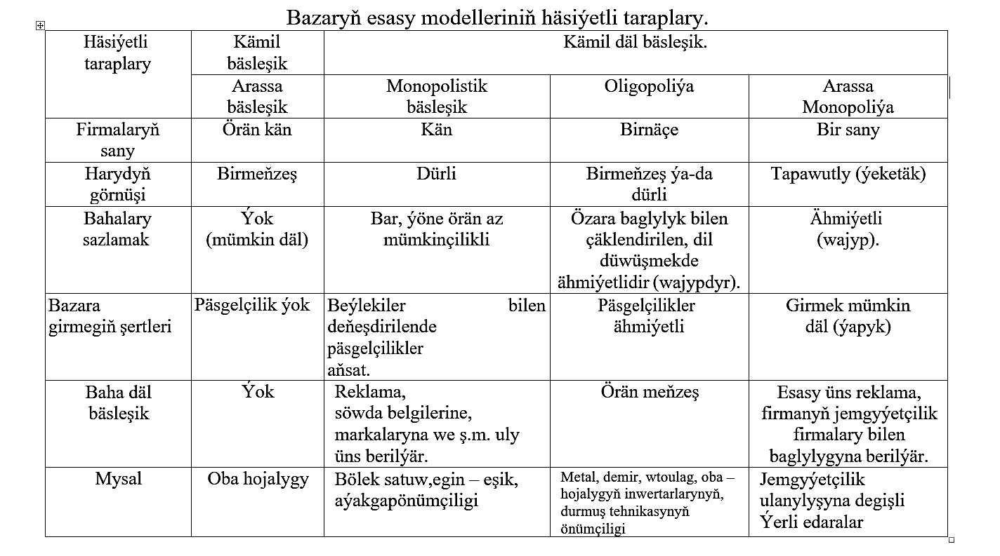 Bazaryň esasy modelleriniň häsiýetli taraplary.
Häsiýetli
taraplary
Kämil
bäsleşik
Kämil däl bäsleşik.
Arassa
bäsleşik
Monopolistik
bäsleşik
Oligopoliýa
Arassa
Monopoliýa
Firmalaryň
sany
Örän kän
Kän
Birnäçe
Bir sany
Harydyň
görnüşi
Birmeňzeş
Dürli
Birmeňzeş ýa-da
dürli
Tapawutly (ýeketäk)
Bahalary
sazlamak
Ýok
(mümkin däl)
Bar, ýöne örän az
mümkinçilikli
Özara baglylyk bilen
çäklendirilen, dil
düwüşmekde
ähmiýetlidir (wajypdyr).
Ähmiýetli
(wajyp).
Bazara
girmegiň şertleri
Päsgelçilik ýok
Beýlekiler bilen
deňeşdirilende
päsgelçilikler
aňsat.
Päsgelçilikler
ähmiýetli
Girmek mümkin
däl (ýapyk)
Baha däl
bäsleşik
Ýok
Reklama,
söwda belgilerine,
markalaryna we ş.m. uly
üns berilýär.
Örän meňzeş
Esasy üns reklama,
firmanyň jemgyýetçilik
firmalary bilen
baglylygyna berilýär.
Mysal
Oba hojalygy
Bölek satuw,egin – eşik,
aýakgapönümçiligi
Metal, demir, wtoulag, oba –
hojalygyň inwertarlarynyň,
durmuş tehnikasynyň
önümçiligi
Jemgyýetçilik
ulanylyşyna degişli
Ýerli edaralar